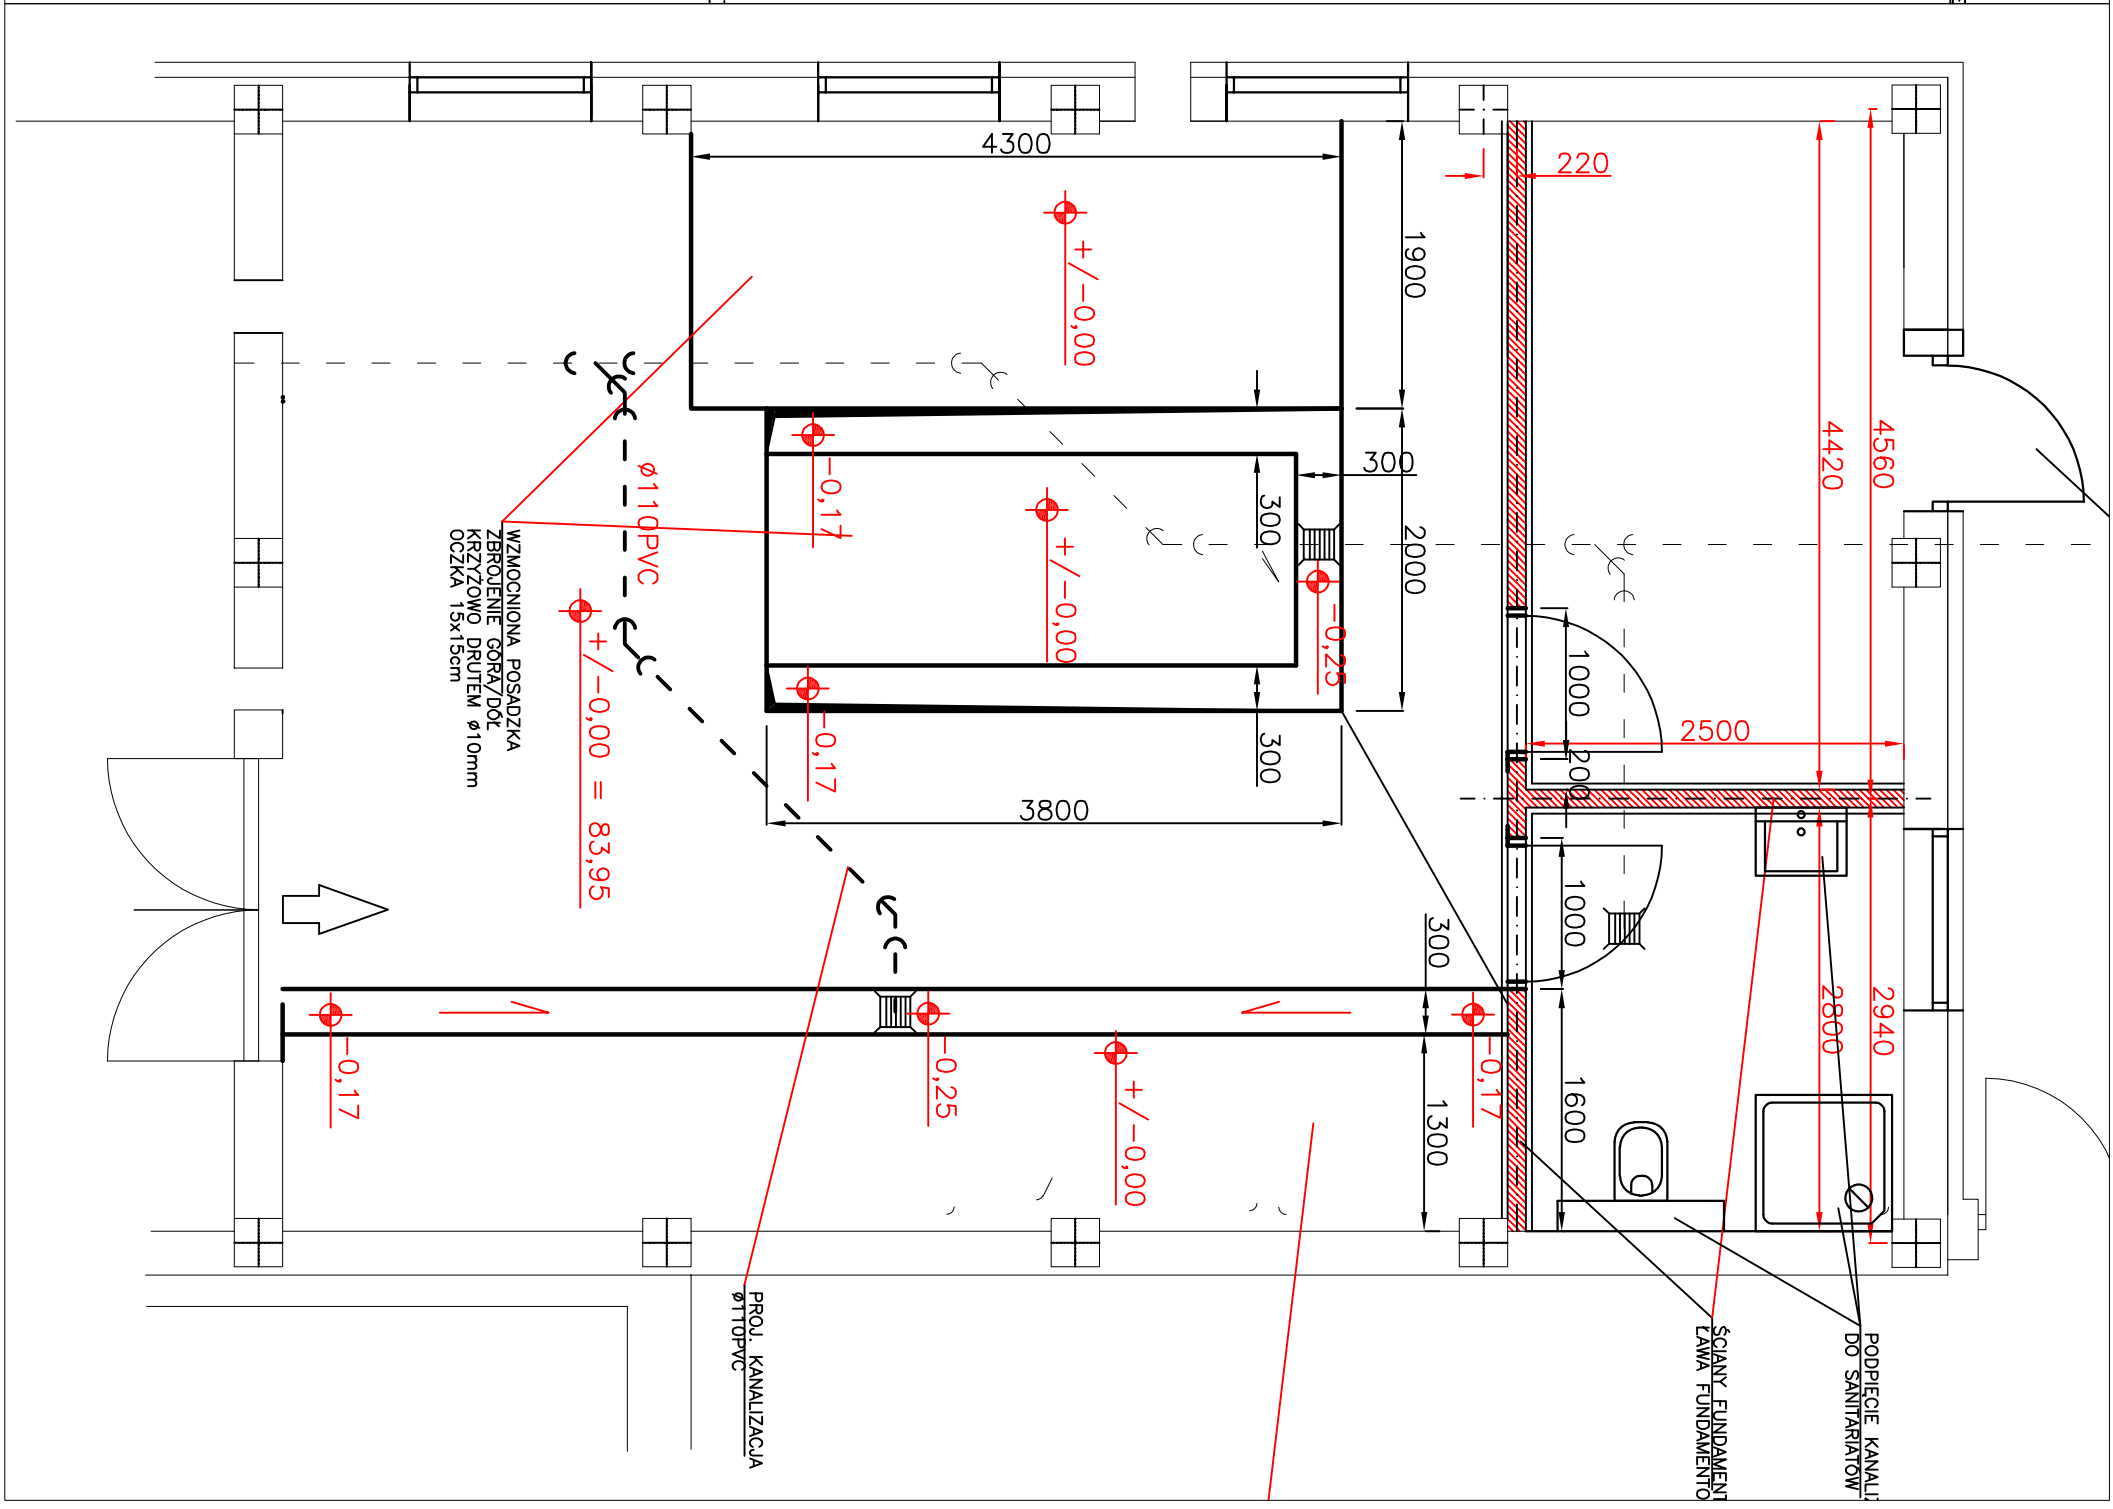 4300
1900
220
+/-0,00
4560
4420
300
2000
300
-0,17
ø110PVC
+/-0,00
-0,25
1000
200
2500
WZMOCNIONA POSADZKA
ZBROJENIE GÓRA/DÓŁ
KRZYŻOWO DRUTEM ø10mm
OCZKA 15x15cm
+/-0,00 = 83,95
-0,17
300
3800
1000
300
2940
2800
-0,17
-0,25
+/-0,00
-0,17
1300
1600
PROJ. KANALIZACJA
ø110PVC
ŚCIANY FUNDAMENT
ŁAWA FUNDAMENTO
PODPIĘCIE KANALI
DO SANITARIATÓW